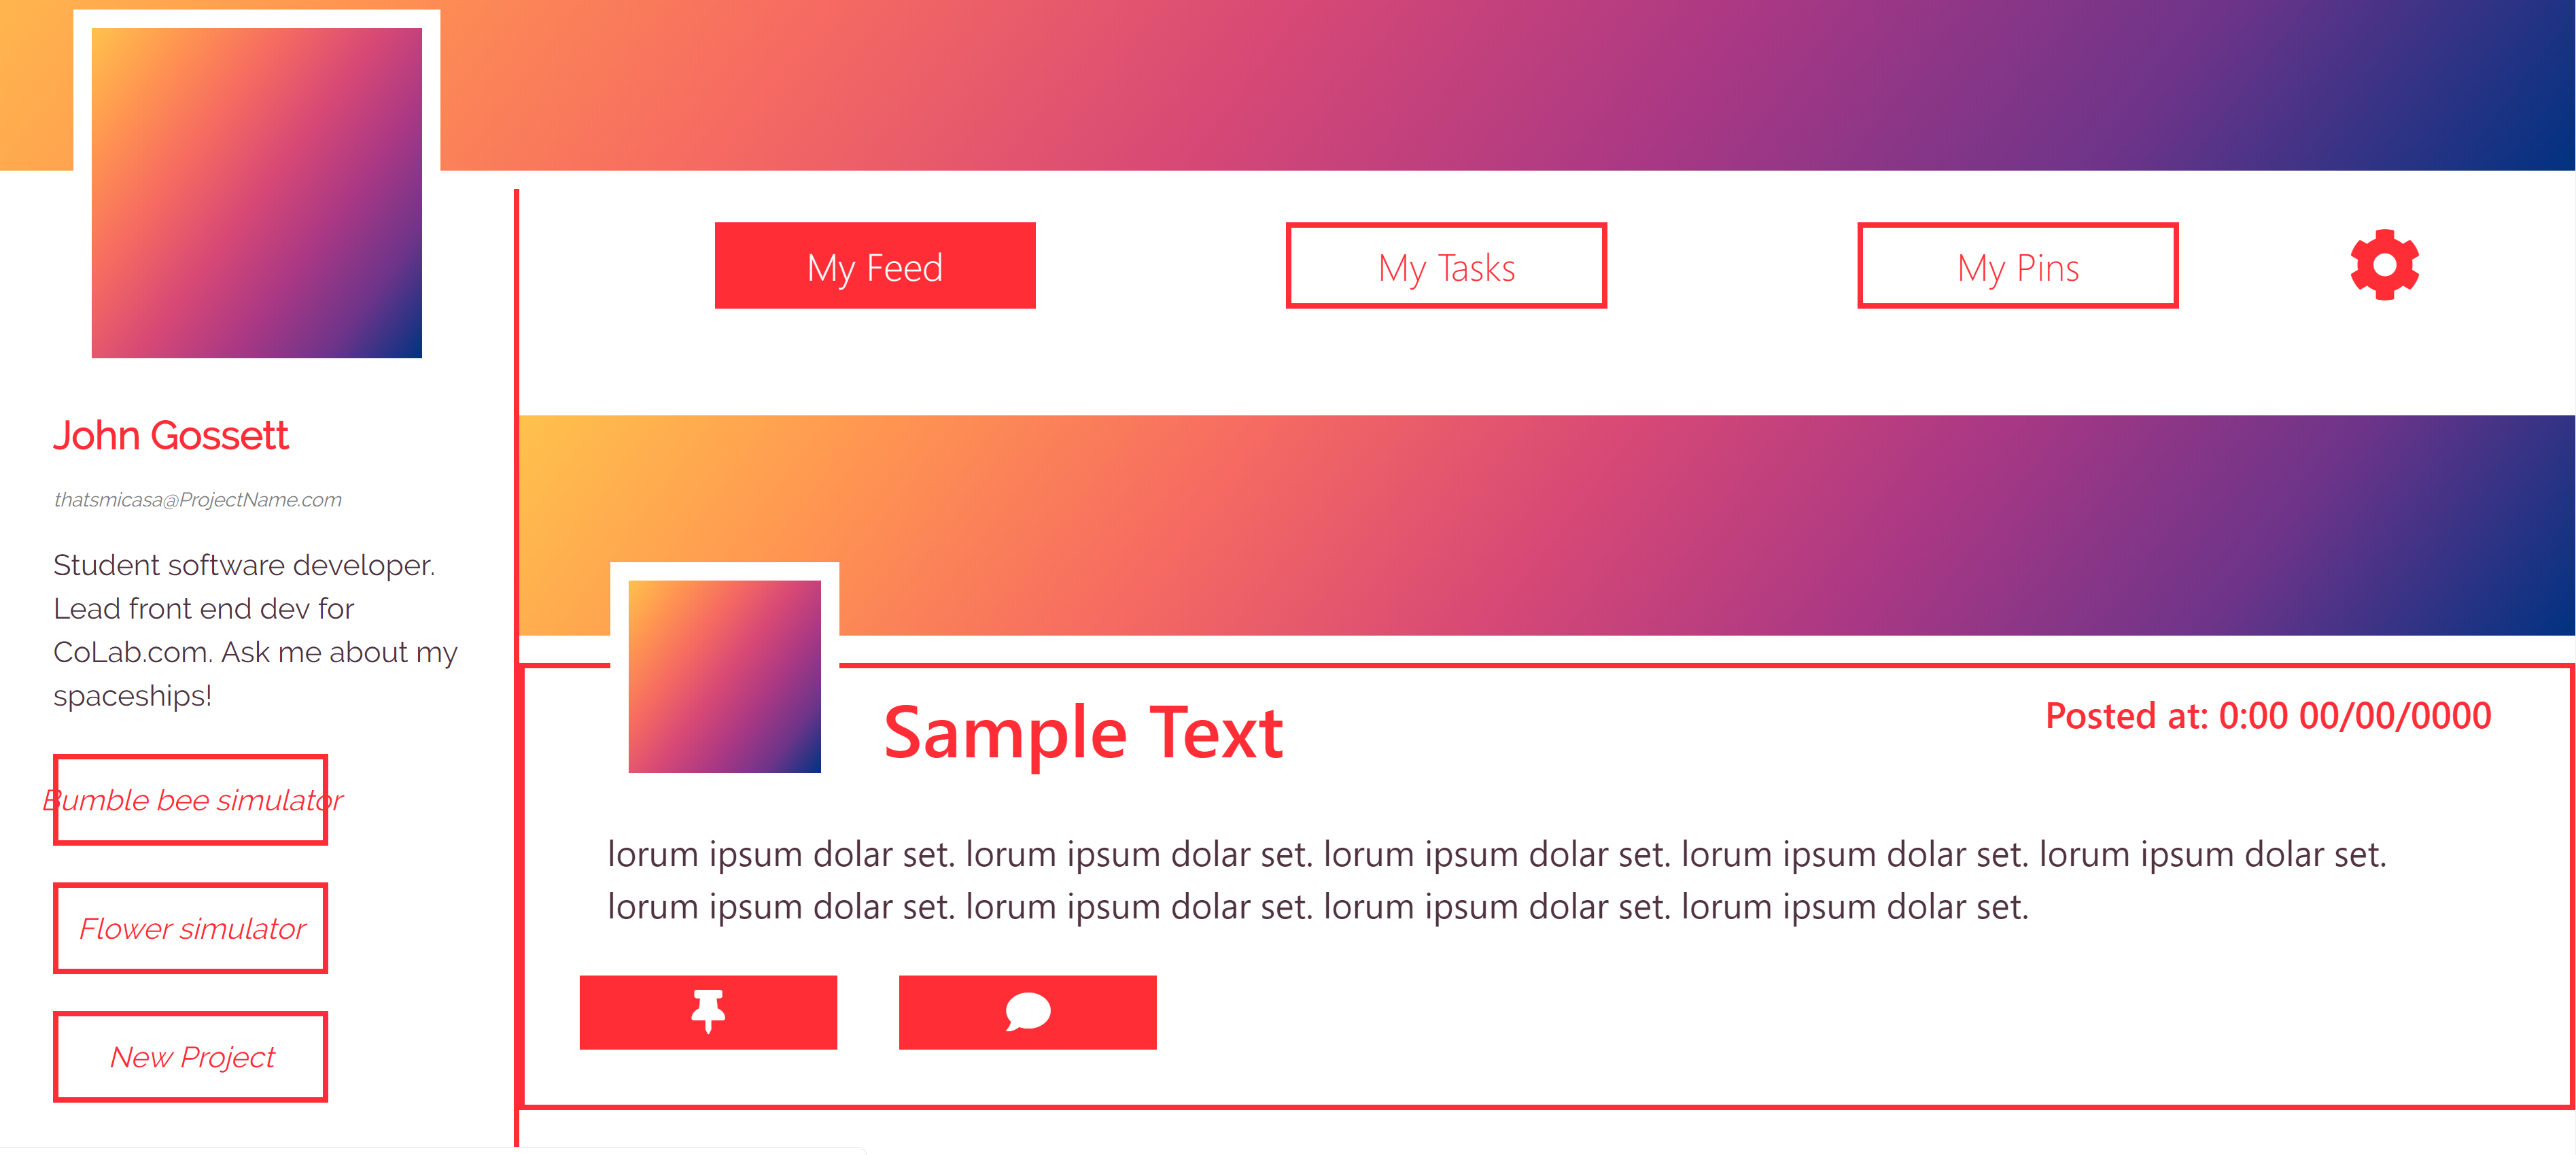 My Feed
My Tasks
My Pins
John Gossett
thatsmicasa@ProjectName.com
Student software developer.
Lead front end dev for
CoLab.com. Ask me about my
spaceships!
Bumble bee simulator
Flower simulator
New Project
Sample Text
Posted at: 0:00 00/00/0000
lorum ipsum dolar set. lorum ipsum dolar set. lorum ipsum dolar set. lorum ipsum dolar set. lorum ipsum dolar set.
lorum ipsum dolar set. lorum ipsum dolar set. lorum ipsum dolar set. lorum ipsum dolar set.